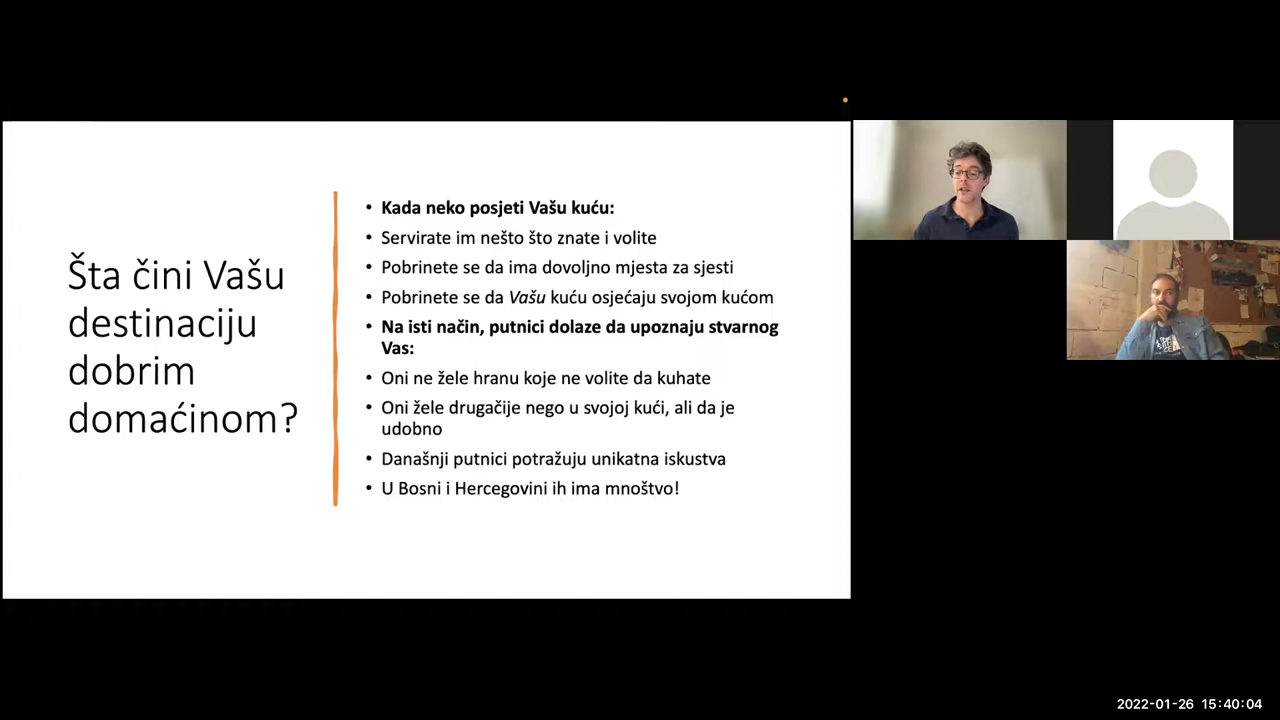 Šta čini Vašu
destinaciju
dobrim
domaćinom?
• Kada neko posjeti Vašu kuću:
• Servirate im nešto što znate i volite
• Pobrinete se da ima dovoljno mjesta za sjesti
• Pobrinete se da Vašu kuću osjećaju svojom kućom
• Na isti način, putnici dolaze da upoznaju stvarnog
Vas:
• Oni ne žele hranu koje ne volite da kuhate
• Oni žele drugačije nego u svojoj kući, ali da je
udobno
• Današnji putnici potražuju unikatna iskustva
• U Bosni i Hercegovini ih ima mnoštvo!
2022-01-26 15:40:04